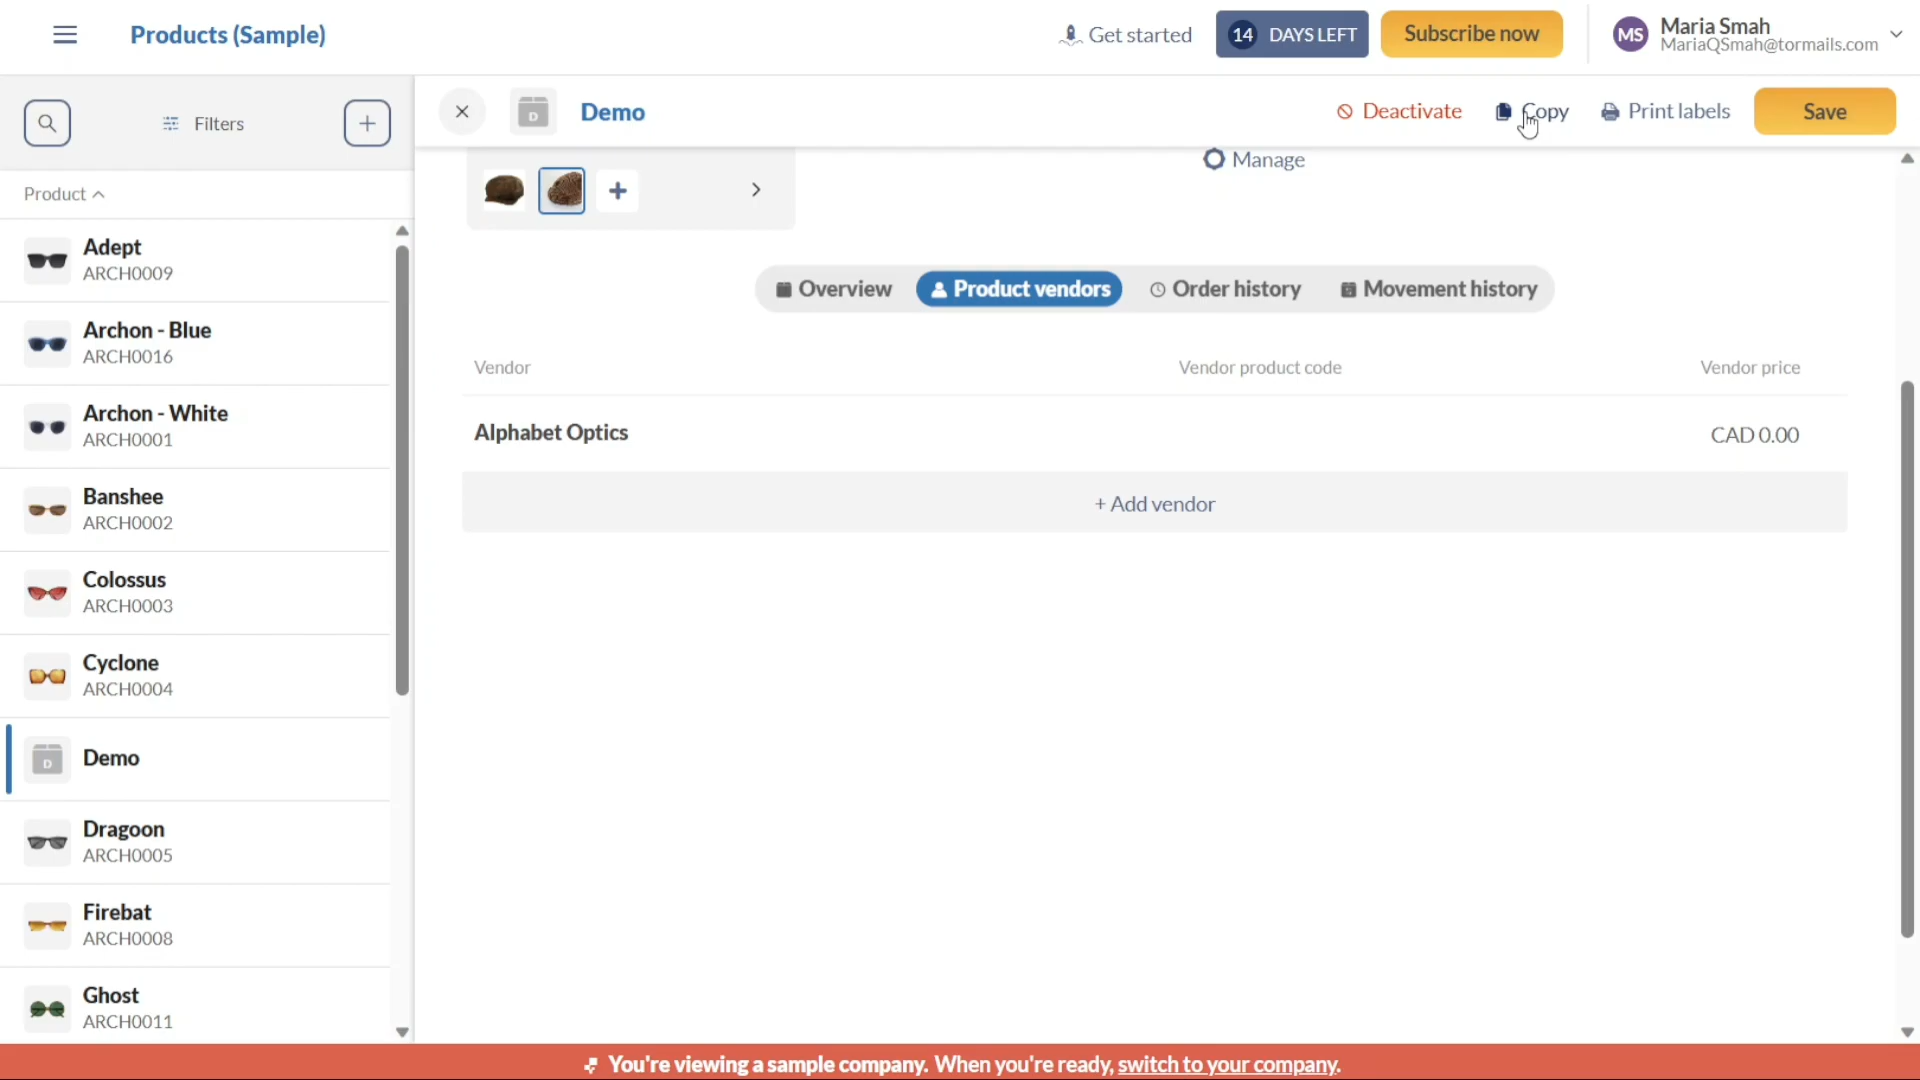 Products (Sample)
Get started
14 DAYS LEFT
Subscribe now
MS
Maria Smah
MariaQSmah@tormails.com
Filters
Product
Adept
ARCH0009
Archon - Blue
ARCH0016
Archon - White
ARCH0001
Banshee
ARCH0002
Colossus
ARCH0003
Cyclone
ARCH0004
D
Demo
Dragoon
ARCH0005
Firebat
ARCH0008
Ghost
ARCH0011
D
Demo
Deactivate
Copy
Print labels
Save
Manage
Overview
Product vendors
Order history
Movement history
Vendor
Vendor product code
Vendor price
Alphabet Optics
CAD 0.00
+ Add vendor
You're viewing a sample company. When you're ready, switch to your company.